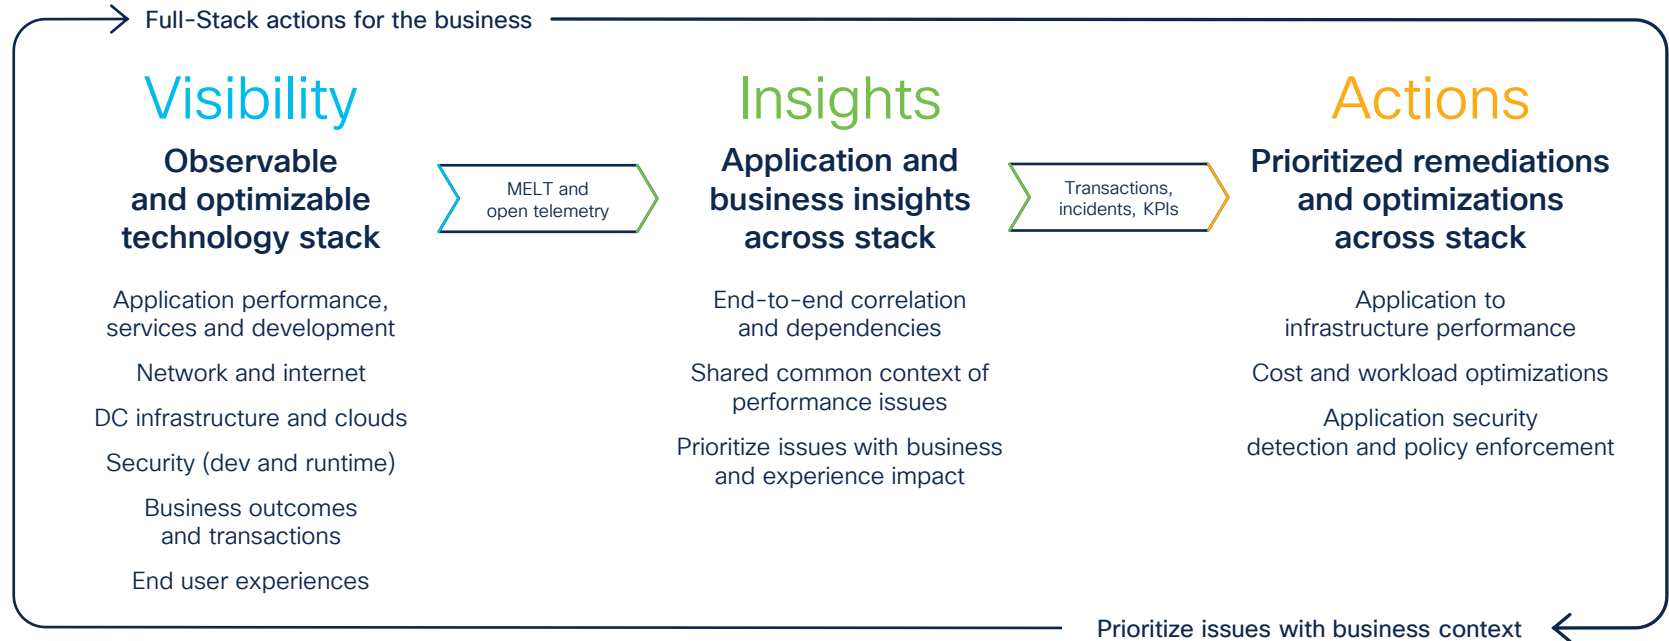 Full-Stack actions for the business
Visibility
Observable
and optimizable
technology stack
Application performance,
services and development
Network and internet
DC infrastructure and clouds
Security (dev and runtime)
Business outcomes
and transactions
End user experiences
MELT and
open telemetry
Insights
Application and
business insights
across stack
End-to-end correlation
and dependencies
Shared common context of
performance issues
Prioritize issues with business
and experience impact
Transactions,
incidents, KPIs
Actions
Prioritized remediations
and optimizations
across stack
Application to
infrastructure performance
Cost and workload optimizations
Application security
detection and policy enforcement
Prioritize issues with business context